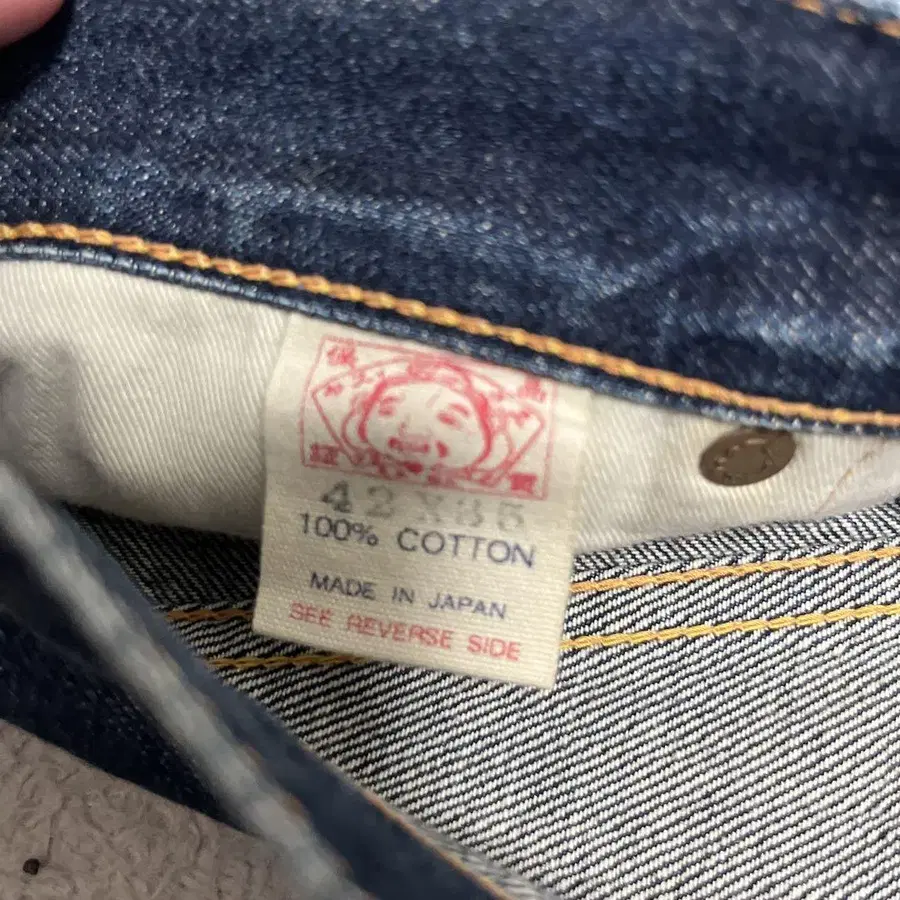 42X35
100% COTTON
MADE IN JAPAN
SEE REVERSE SIDE